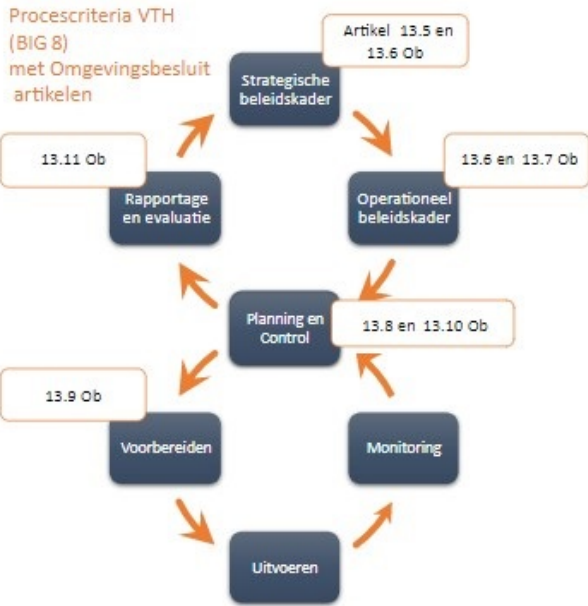 Procescriteria VTH
(BIG 8)
met Omgevingsbesluit
artikelen
Artikel 13.5 en
13.6 Ob
Strategische
beleidskader
13.11 Ob
13.6 en 13.7 Ob
Rapportage
en evaluatie
Operationeel
beleidskader
Planning en
Control
13.8 en 13.10 Ob
13.9 Ob
Voorbereiden
Monitoring
Uitvoeren